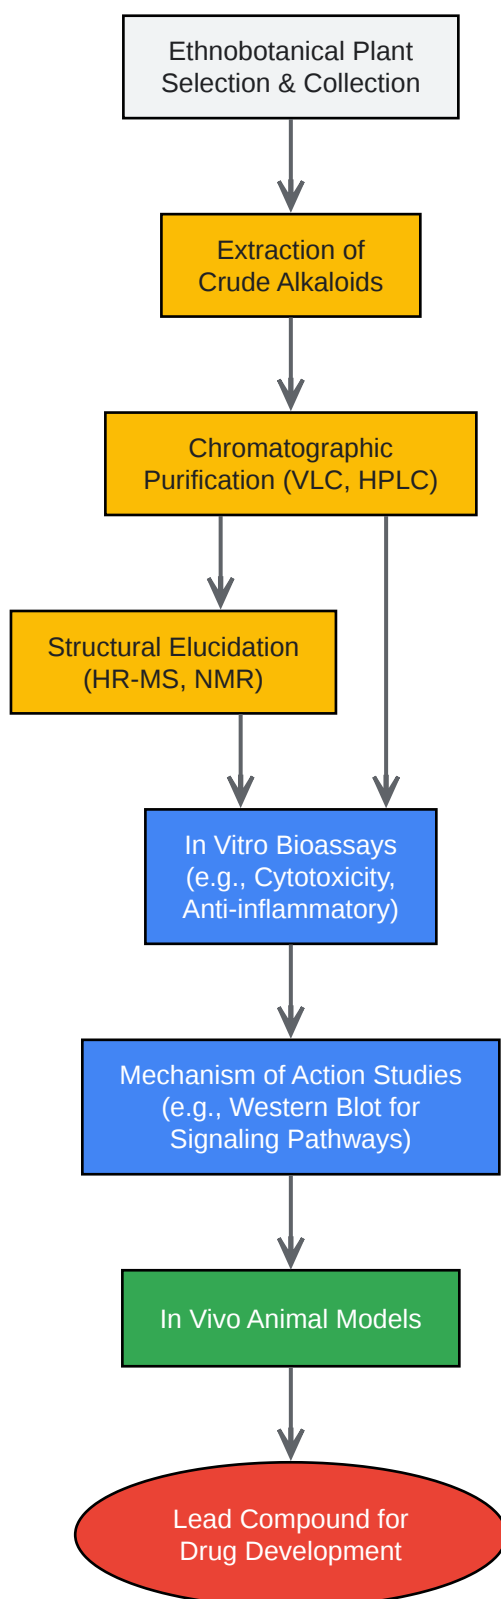 Ethnobotanical Plant
Selection & Collection
Extraction of
Crude Alkaloids
Chromatographic
Purification (VLC, HPLC)
Structural Elucidation
(HR-MS, NMR)
In Vitro Bioassays
(e.g., Cytotoxicity,
Anti-inflammatory)
Mechanism of Action Studies
(e.g., Western Blot for
Signaling Pathways)
In Vivo Animal Models
Lead Compound for
Drug Development